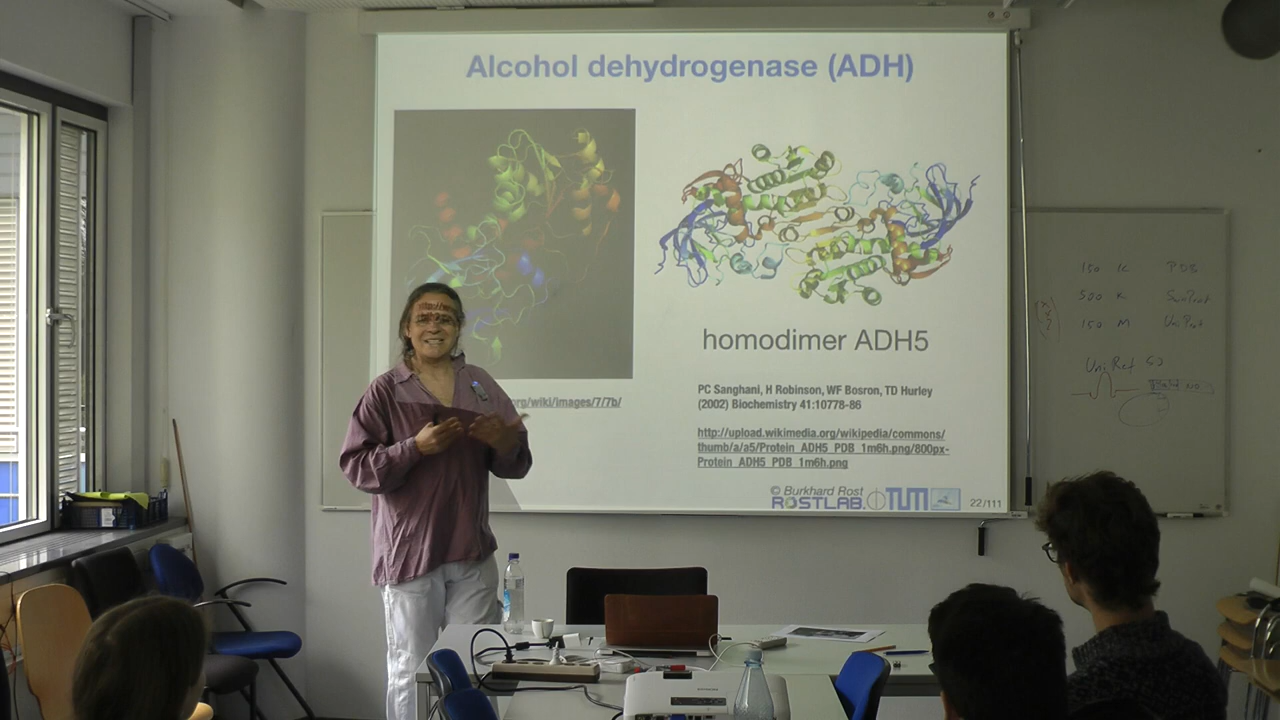 Alcohol dehydrogenase (ADH)
homodimer ADH5
org/wiki/images/7/7b/
PC Sanghani, H Robinson, WF Bosron, TD Hurley
(2002) Biochemistry 41:10778-86
http://upload.wikimedia.org/wikipedia/commons/
thumb/a/a5/Protein_ADH5_PDB_1m6h.png/800px-
Protein_ADH5_PDB_1m6h.png
© Burkhard Rost
ROSTLAB. TUM
22/111
150 K PDB
500 K SwissProt
150 M UniProt
UniRef 50